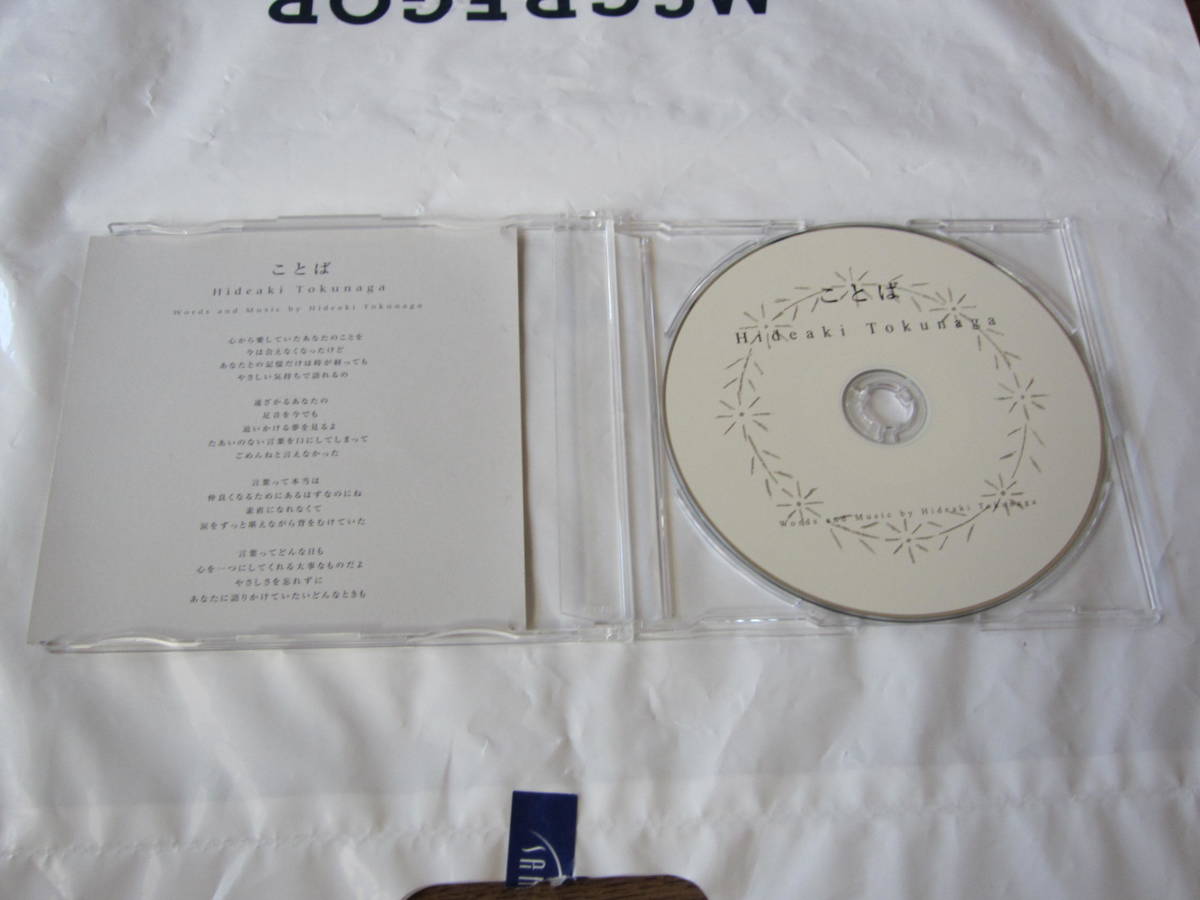 McGREGOR
ことば
Hideaki Tokunaga
Words and Music by Hideaki Tokunaga
心から愛していたあなたのことを
今は会えなくなったけど
あなたとの記憶だけは時が経っても
やさしい気持ちで語れるの
遠ざかるあなたの
足音を今でも
追いかける夢を見るよ
たあいのない言葉を口にしてしまって
ごめんねと言えなかった
言葉って本当は
仲良くなるためにあるはずなのにね
素直になれなくて
涙をずっと堪えながら背をむけていた
言葉ってどんな日も
心を一つにしてくれる大事なものだよ
やさしさを忘れずに
あなたに語りかけていたいどんなときも
ことば
Hideaki Tokunaga
Words and Music by Hideaki Tokunaga